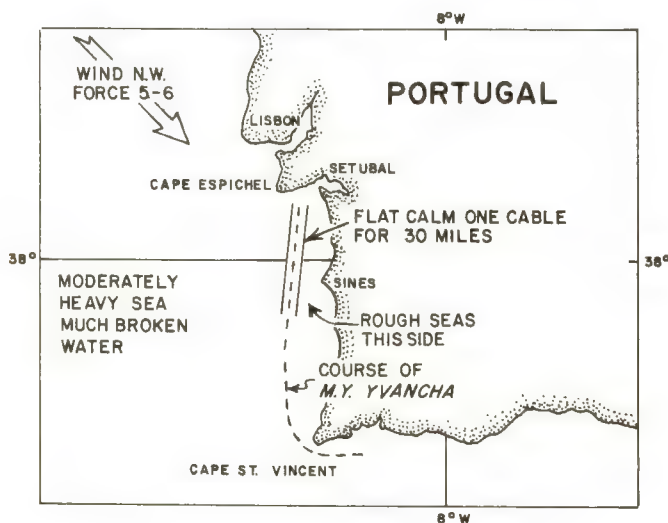 8°W
WIND N.W.
FORCE 5-6
PORTUGAL
LISBON
SETUBAL
CAPE ESPICHEL
FLAT CALM ONE CABLE
FOR 30 MILES
38°
38°
MODERATELY
HEAVY SEA
MUCH BROKEN
WATER
SINES
ROUGH SEAS
THIS SIDE
COURSE OF
M.Y. YVANCHA
CAPE ST. VINCENT
8°W